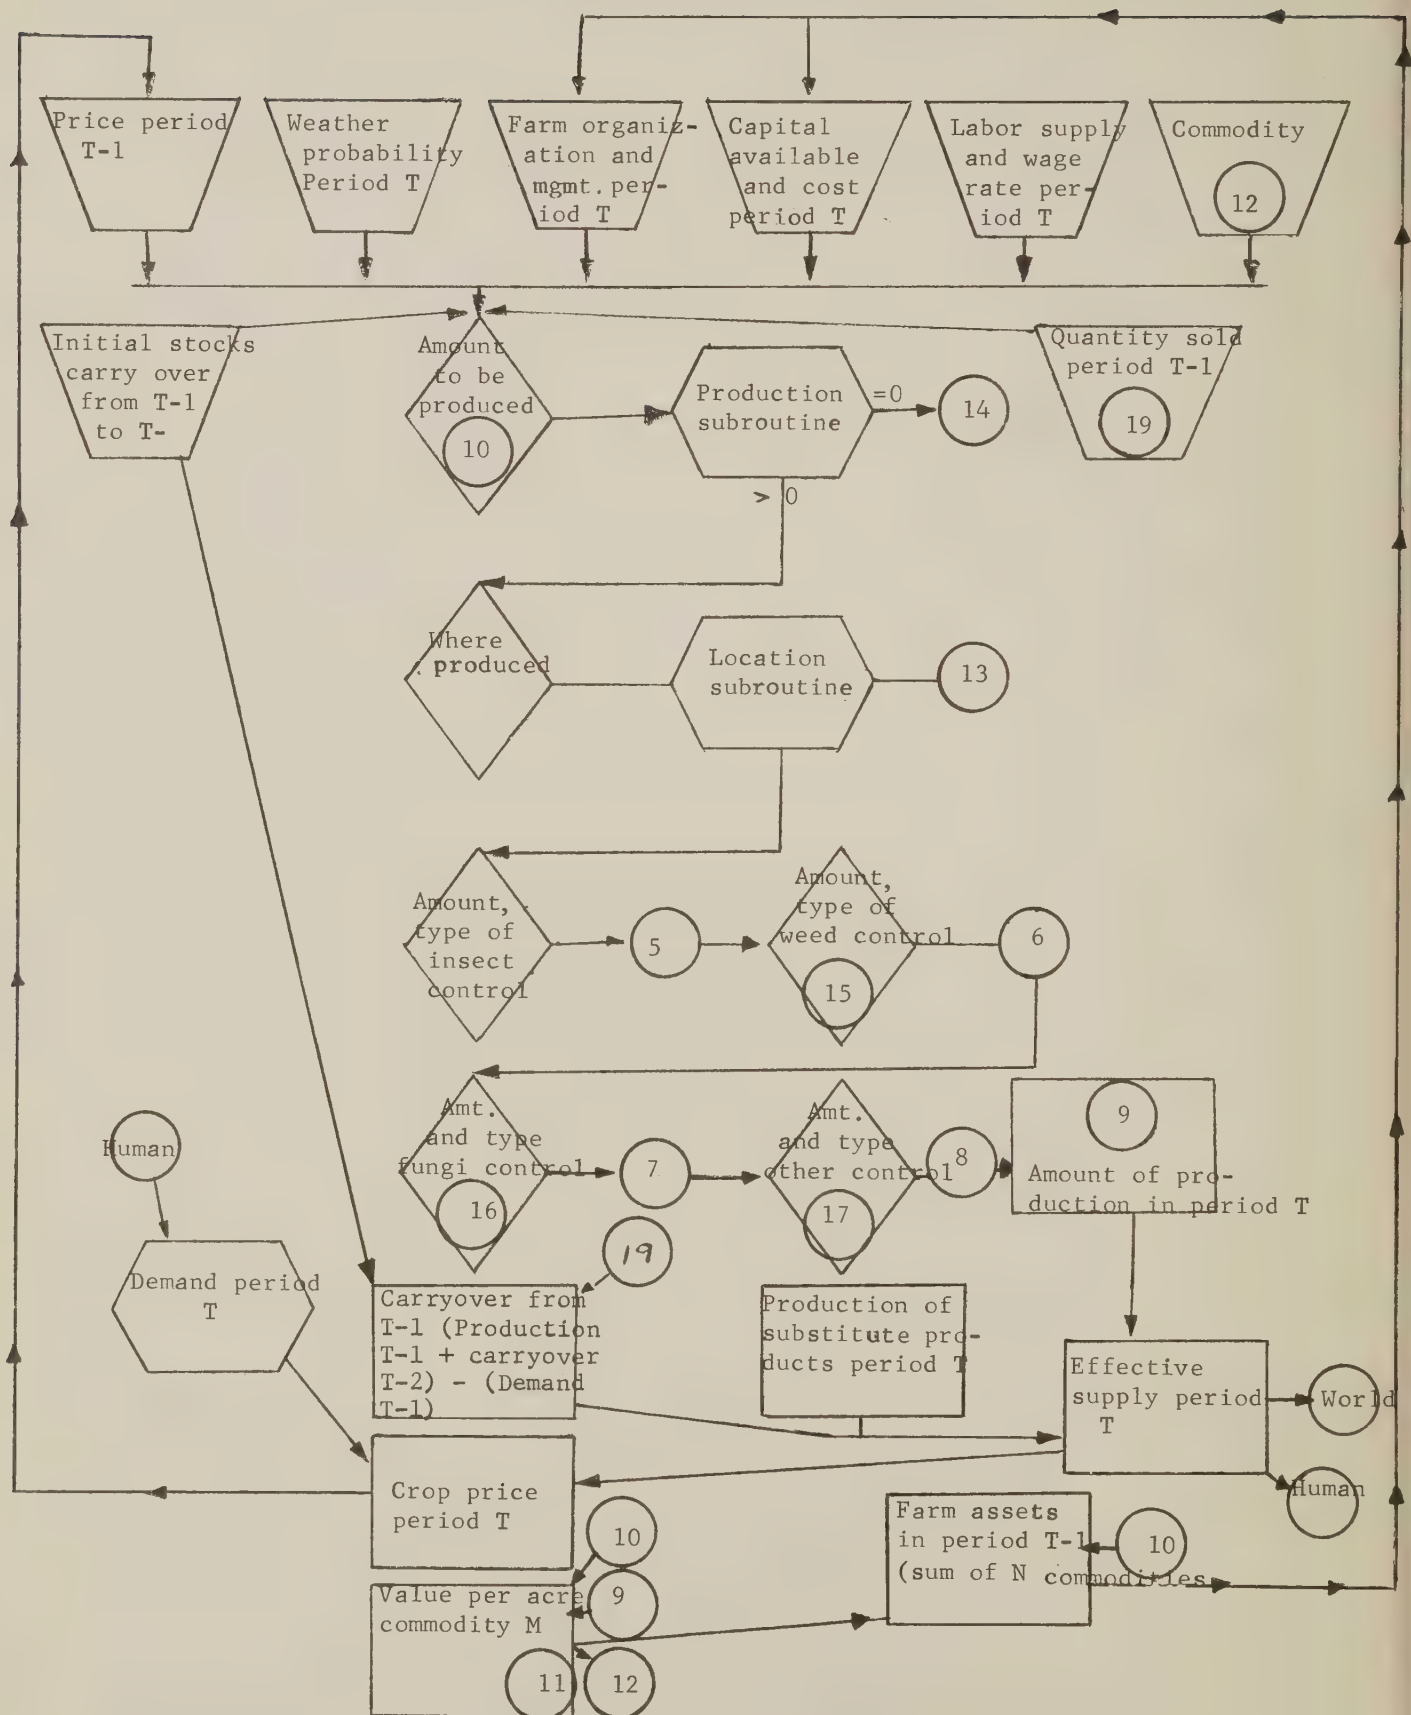 Price period
T-1
Weather
probability
Period T
Farm organiz-
ation and
mgmt. per-
iod T
Capital
available
and cost
period T
Labor supply
and wage
rate per-
iod T
Commodity
12
Initial stocks
carry over
from T-1
to T-
Amount
to be
produced
10
Production
subroutine
=0
14
> 0
Quantity sold
period T-1
19
Where
produced
Location
subroutine
13
Amount,
type of
insect
control
5
Amount,
type of
weed control
15
6
Human
Amt.
and type
fungi control
16
7
Amt.
and type
other control
17
8
9
Amount of pro-
duction in period T
Demand period
T
19
Carryover from
T-1 (Production
T-1 + carryover
T-2) - (Demand
T-1)
Production of
substitute pro-
ducts period T
Effective
supply period
T
World
Human
Crop price
period T
10
Farm assets
in period T-1
(sum of N commodities
10
Value per acre
commodity M
9
11
12